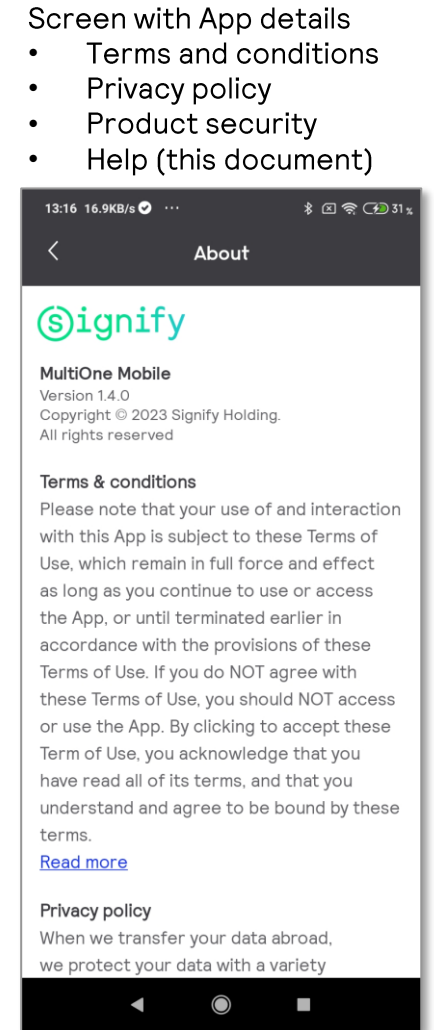 Screen with App details
• Terms and conditions
• Privacy policy
• Product security
• Help (this document)
13:16 16.9KB/s ··· 31 %
About
signify
MultiOne Mobile
Version 1.4.0
Copyright © 2023 Signify Holding.
All rights reserved
Terms & conditions
Please note that your use of and interaction
with this App is subject to these Terms of
Use, which remain in full force and effect
as long as you continue to use or access
the App, or until terminated earlier in
accordance with the provisions of these
Terms of Use. If you do NOT agree with
these Terms of Use, you should NOT access
or use the App. By clicking to accept these
Term of Use, you acknowledge that you
have read all of its terms, and that you
understand and agree to be bound by these
terms.
Read more
Privacy policy
When we transfer your data abroad,
we protect your data with a variety